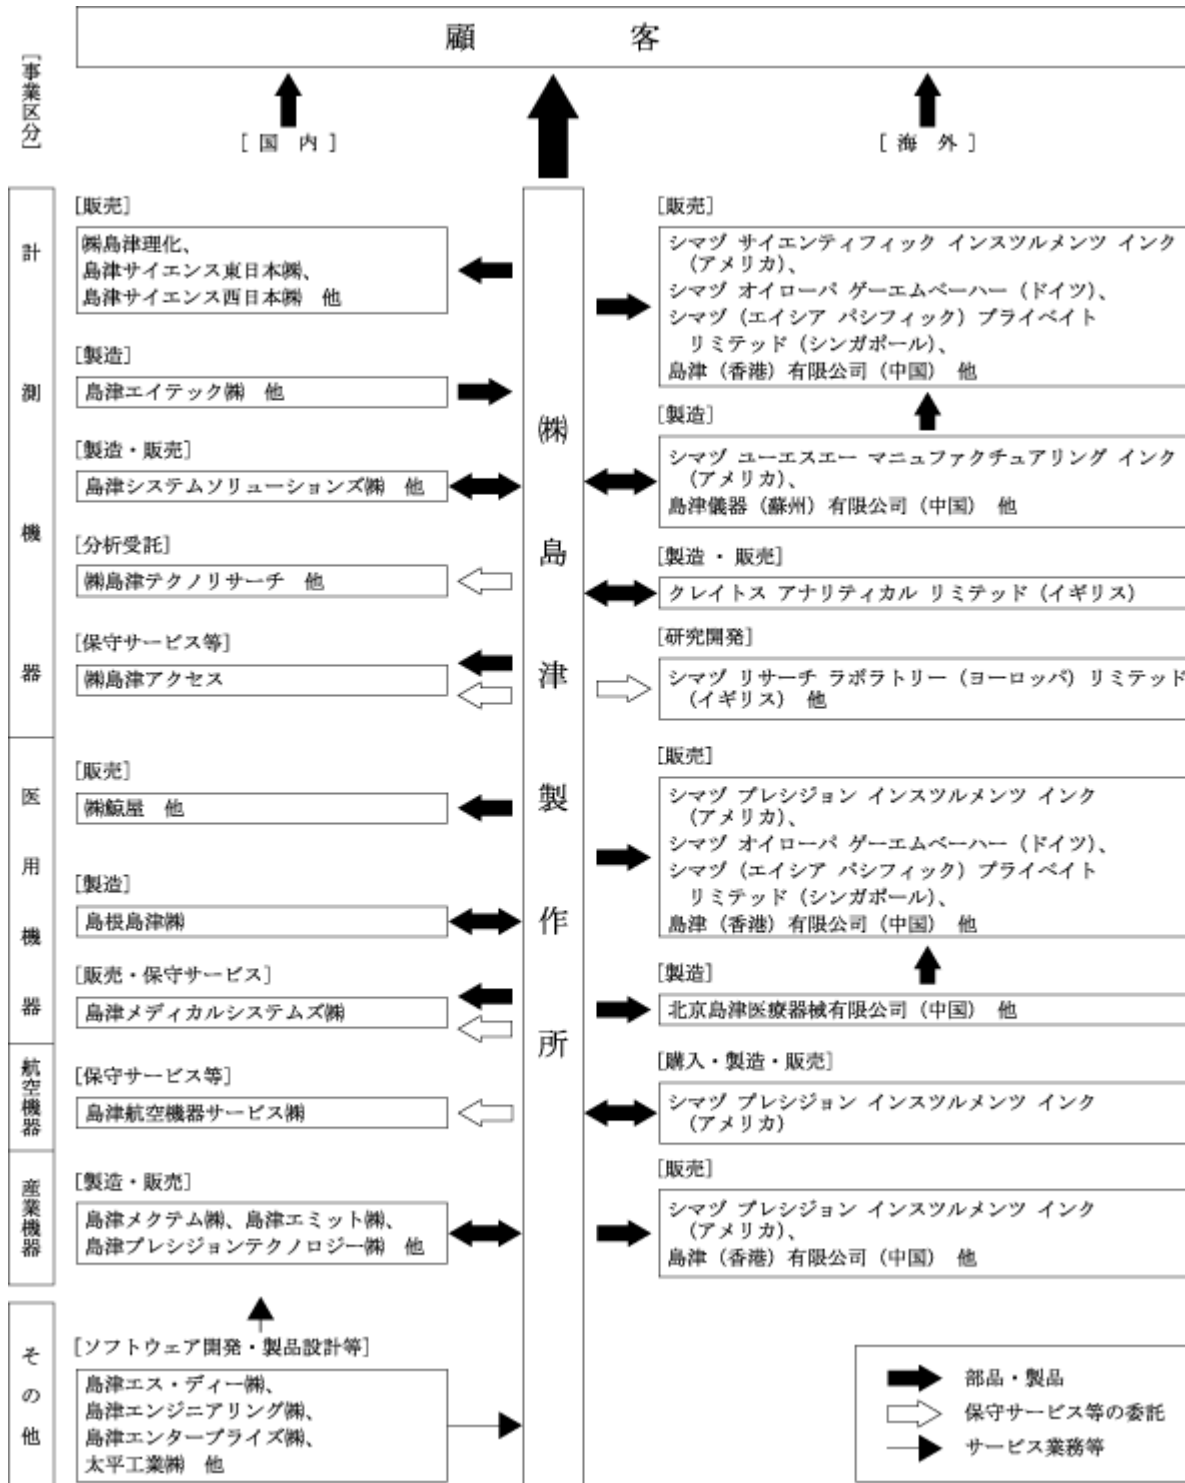 顧客
[事業区分]
[国内]
[海外]
計測機器
[販売]
㈱島津理化、
島津サイエンス東日本㈱、
島津サイエンス西日本㈱ 他
[製造]
島津エイテック㈱ 他
[製造・販売]
島津システムソリューションズ㈱ 他
[分析受託]
㈱島津テクノリサーチ 他
[保守サービス等]
㈱島津アクセス
医用機器
[販売]
㈱鯨屋 他
[製造]
島根島津㈱
[販売・保守サービス]
島津メディカルシステムズ㈱
航空機器
[保守サービス等]
島津航空機器サービス㈱
産業機器
[製造・販売]
島津メクテム㈱、島津エミット㈱、
島津プレシジョンテクノロジー㈱ 他
その他
[ソフトウェア開発・製品設計等]
島津エス・ディー㈱、
島津エンジニアリング㈱、
島津エンタープライズ㈱、
太平工業㈱ 他
㈱島津製作所
[販売]
シマヅ サイエンティフィック インスツルメンツ インク
(アメリカ)、
シマヅ オイローパ ゲーエムベーハー (ドイツ)、
シマヅ (エイシア パシフィック) プライベイト
リミテッド (シンガポール)、
島津 (香港) 有限公司 (中国) 他
[製造]
シマヅ ユーエスエー マニュファクチュアリング インク
(アメリカ)、
島津儀器 (蘇州) 有限公司 (中国) 他
[製造・販売]
クレイトス アナリティカル リミテッド (イギリス)
[研究開発]
シマヅ リサーチ ラボラトリー (ヨーロッパ) リミテッド
(イギリス) 他
[販売]
シマヅ プレシジョン インスツルメンツ インク
(アメリカ)、
シマヅ オイローパ ゲーエムベーハー (ドイツ)、
シマヅ (エイシア パシフィック) プライベイト
リミテッド (シンガポール)、
島津 (香港) 有限公司 (中国) 他
[製造]
北京島津医療器械有限公司 (中国) 他
[購入・製造・販売]
シマヅ プレシジョン インスツルメンツ インク
(アメリカ)
[販売]
シマヅ プレシジョン インスツルメンツ インク
(アメリカ)、
島津 (香港) 有限公司 (中国) 他
部品・製品
保守サービス等の委託
サービス業務等